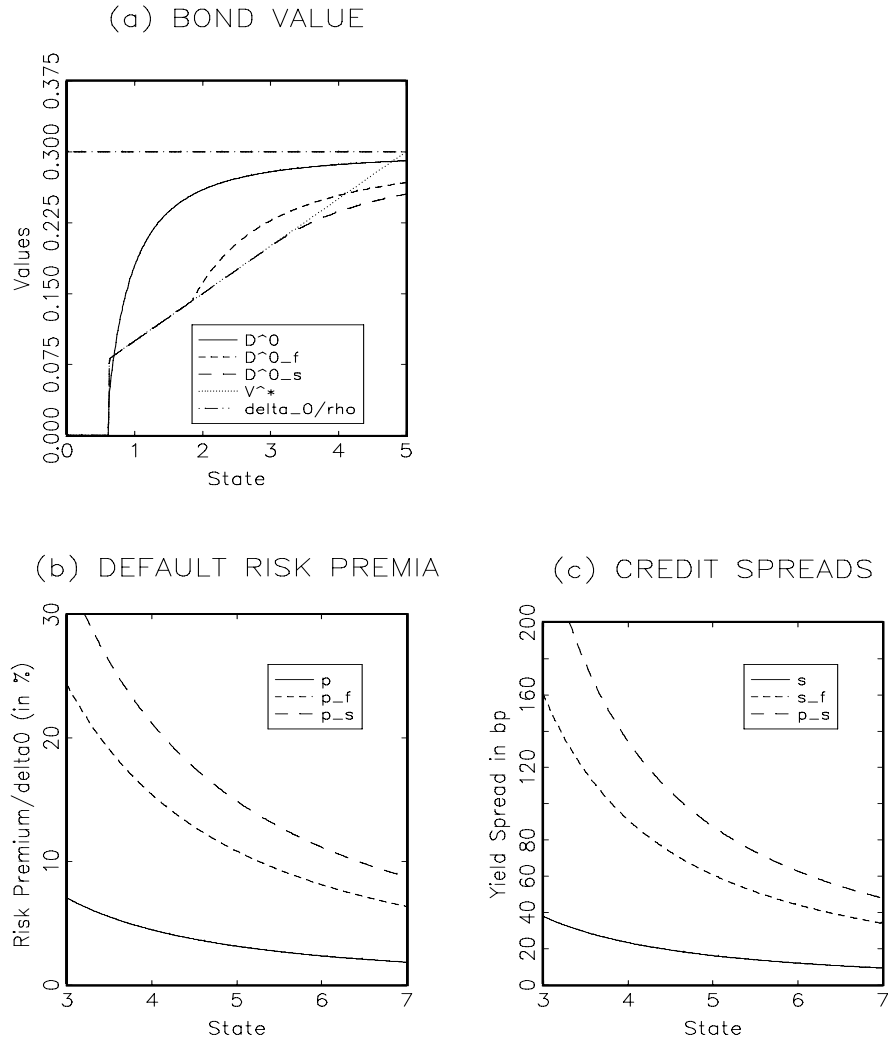 (a) BOND VALUE
Values
0.375
0.300
0.225
0.150
0.075
0.000
D^0
D^0_f
D^0_s
V^*
delta_0/rho
0 1 2 3 4 5
State
(b) DEFAULT RISK PREMIA
Risk Premium/delta0 (in %)
30
20
10
0
p
p_f
p_s
3 4 5 6 7
State
(c) CREDIT SPREADS
Yield Spread in bp
200
160
120
80
60
40
20
0
s
s_f
p_s
3 4 5 6 7
State